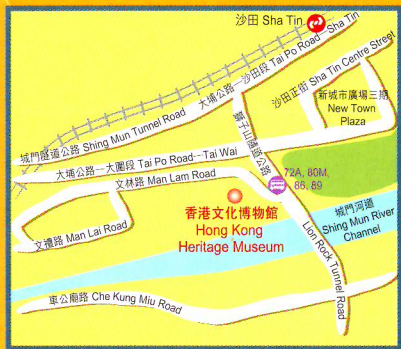 沙田 Sha Tin
大埔公路—沙田段 Tai Po Road—Sha Tin
沙田正街 Sha Tin Centre Street
新城市廣場三期
New Town
Plaza
城門隧道公路 Shing Mun Tunnel Road
獅子山隧道公路
大埔公路—大圍段 Tai Po Road—Tai Wai
72A, 80M,
86, 89
文林路 Man Lam Road
香港文化博物館
Hong Kong
Heritage Museum
城門河道
Shing Mun River
Channel
文禮路 Man Lai Road
Lion Rock Tunnel Road
車公廟路 Che Kung Miu Road